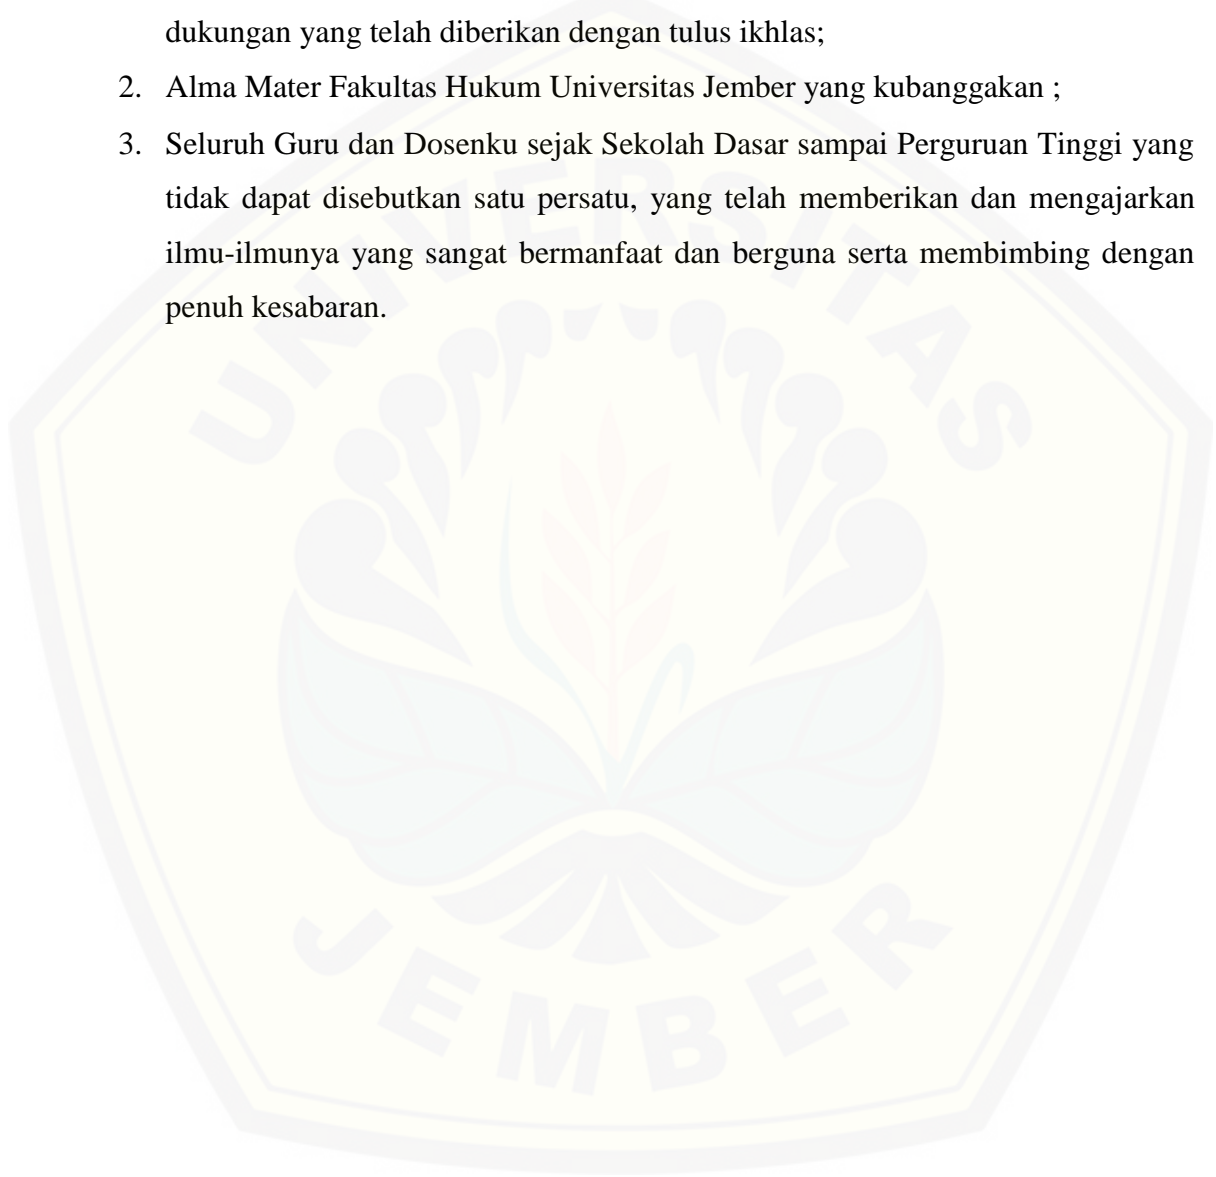 dukungan yang telah diberikan dengan tulus ikhlas;
2. Alma Mater Fakultas Hukum Universitas Jember yang kubanggakan ;
3. Seluruh Guru dan Dosenku sejak Sekolah Dasar sampai Perguruan Tinggi yang
tidak dapat disebutkan satu persatu, yang telah memberikan dan mengajarkan
ilmu-ilmunya yang sangat bermanfaat dan berguna serta membimbing dengan
penuh kesabaran.
UNIVERSITAS
JEMBER